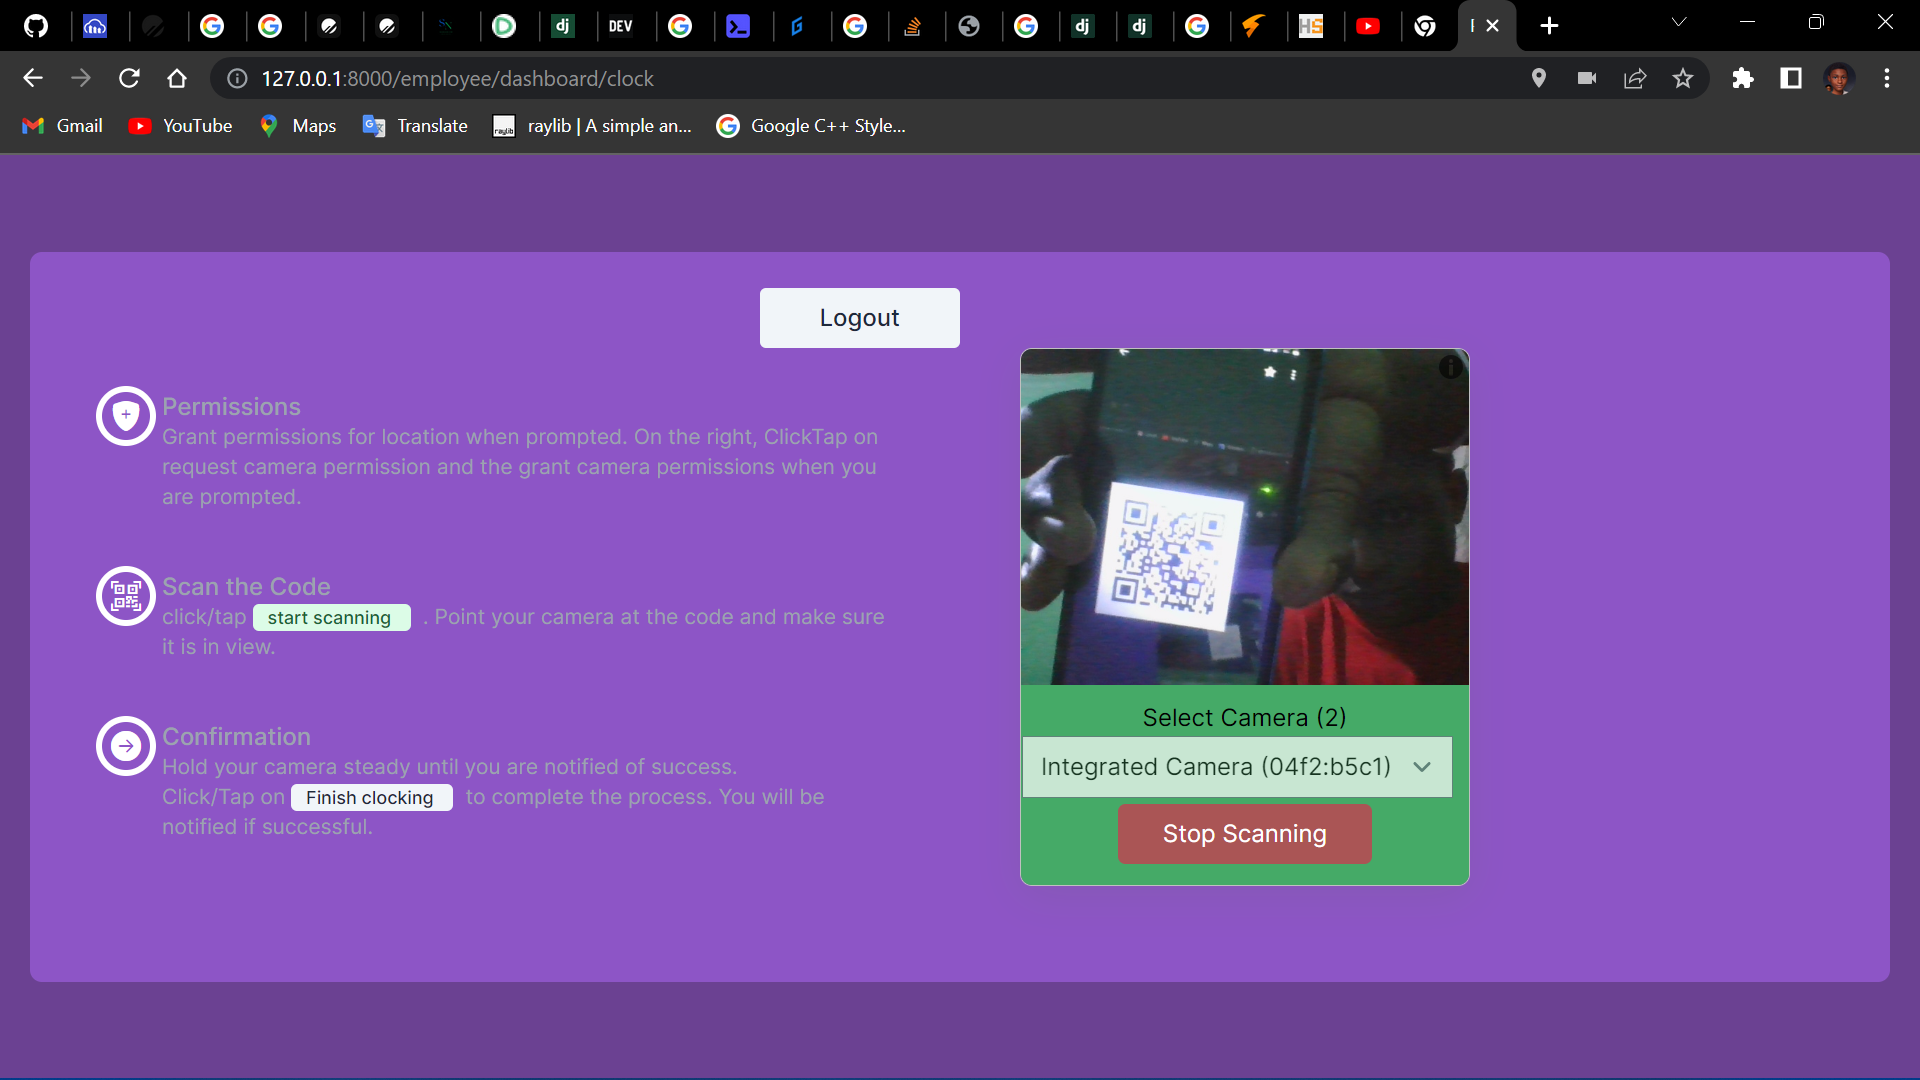 DEV
127.0.0.1:8000/employee/dashboard/clock
Gmail
YouTube
Maps
Translate
raylib | A simple an...
Google C++ Style...
Logout
Permissions
Grant permissions for location when prompted. On the right, ClickTap on
request camera permission and the grant camera permissions when you
are prompted.
Scan the Code
click/tap start scanning . Point your camera at the code and make sure
it is in view.
Confirmation
Hold your camera steady until you are notified of success.
Click/Tap on Finish clocking to complete the process. You will be
notified if successful.
Select Camera (2)
Integrated Camera (04f2:b5c1)
Stop Scanning